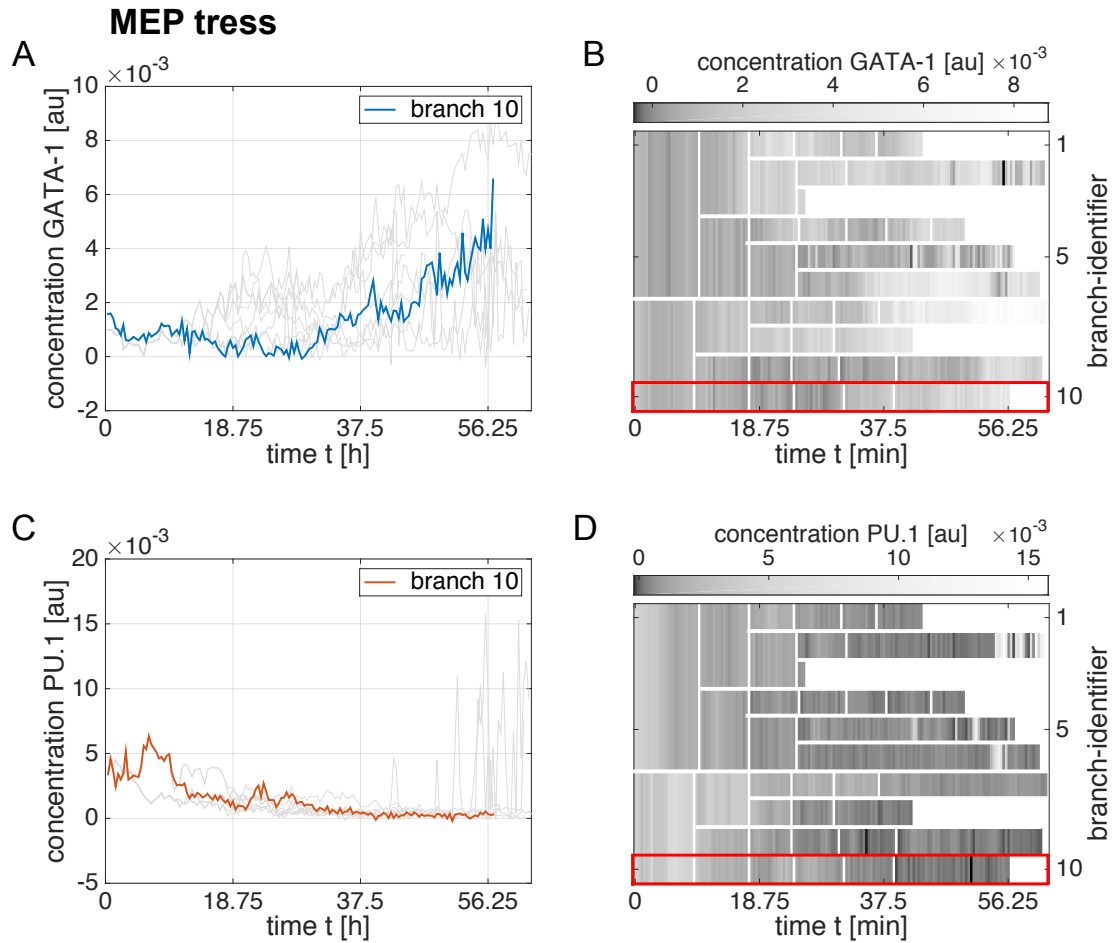 MEP tress
A
×10⁻³
concentration GATA-1 [au]
10
8
6
4
2
0
-2
branch 10
0 18.75 37.5 56.25
time t [h]
B
concentration GATA-1 [au] ×10⁻³
0 2 4 6 8
1
5
10
branch-identifier
0 18.75 37.5 56.25
time t [min]
C
×10⁻³
concentration PU.1 [au]
20
15
10
5
0
-5
branch 10
0 18.75 37.5 56.25
time t [h]
D
concentration PU.1 [au] ×10⁻³
0 5 10 15
1
5
10
branch-identifier
0 18.75 37.5 56.25
time t [min]